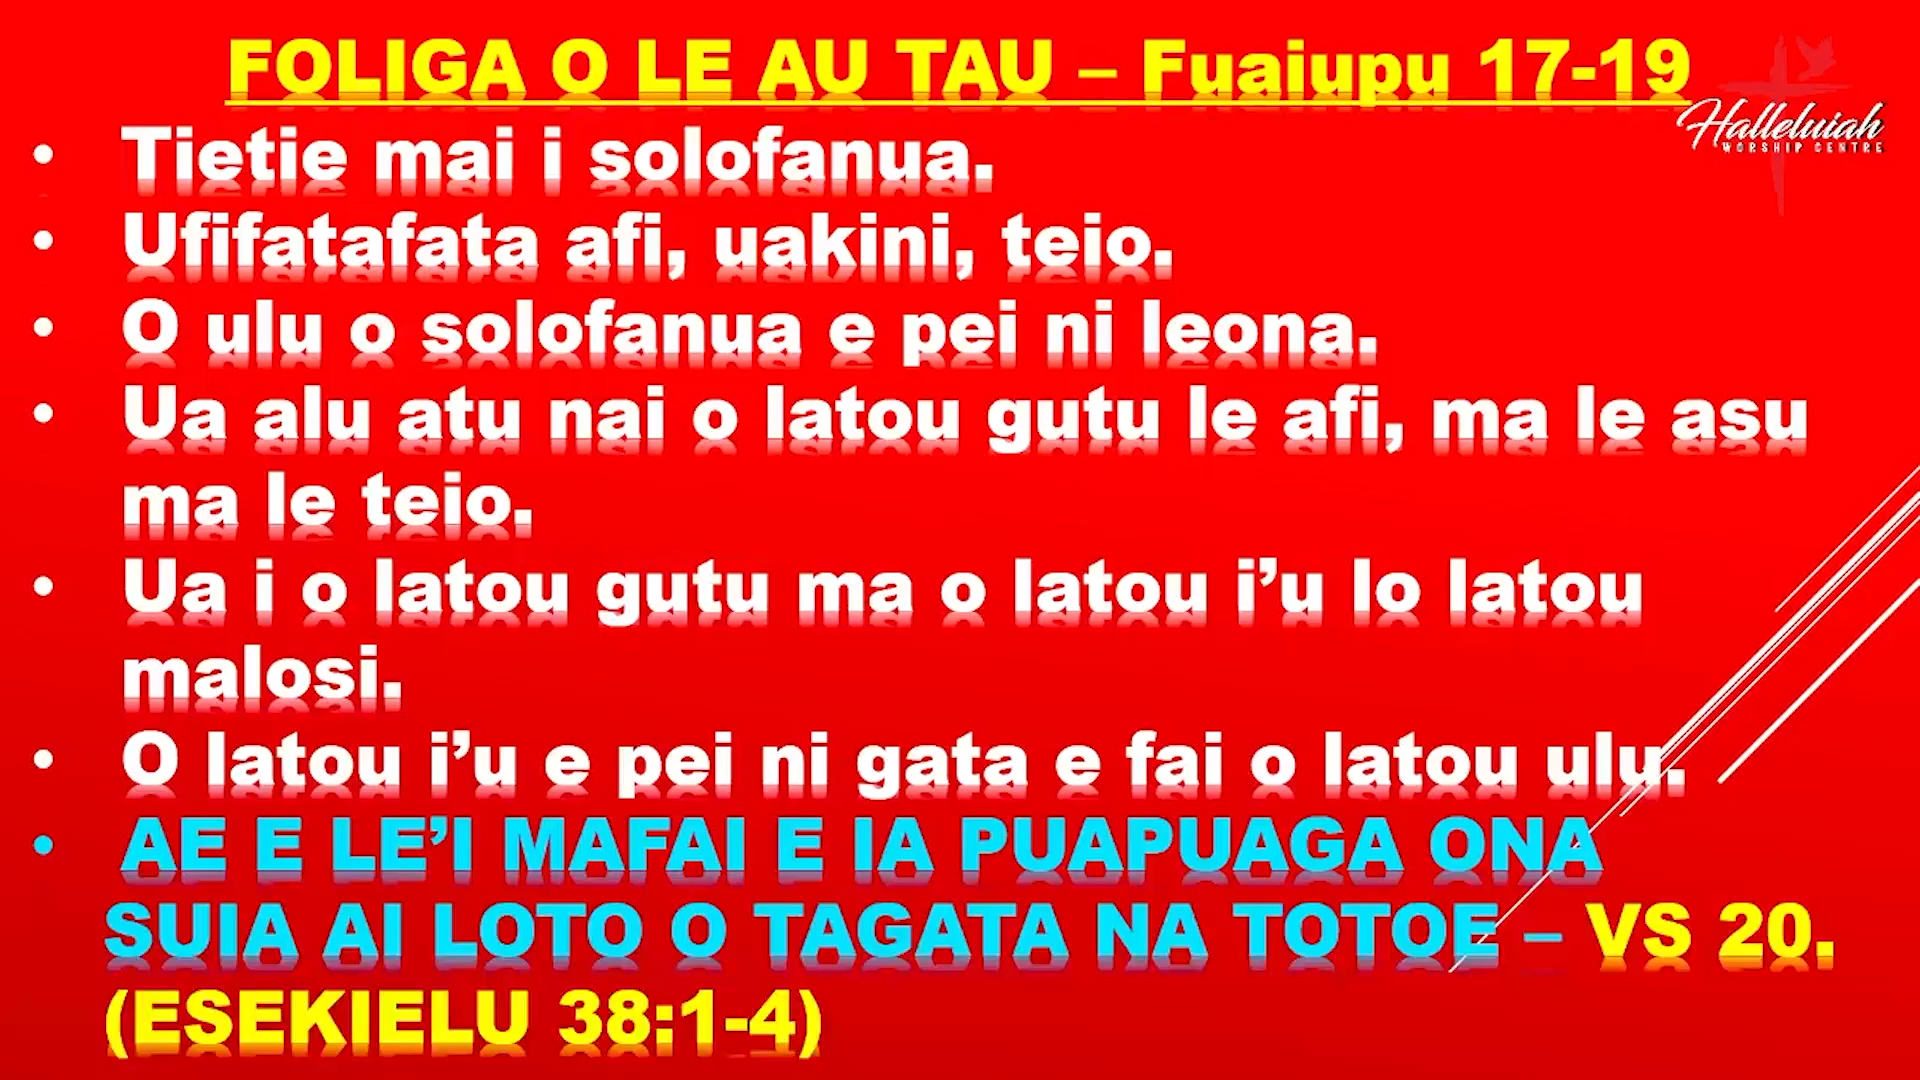 FOLIGA O LE AU TAU – Fuaiupu 17-19
Halleluiah
WORSHIP CENTRE
• Tietie mai i solofanua.
• Ufifatafata afi, uakini, teio.
• O ulu o solofanua e pei ni leona.
• Ua alu atu nai o latou gutu le afi, ma le asu
ma le teio.
• Ua i o latou gutu ma o latou i’u lo latou
malosi.
• O latou i’u e pei ni gata e fai o latou ulu.
• AE E LE’I MAFAI E IA PUAPUAGA ONA
SUIA AI LOTO O TAGATA NA TOTOE – VS 20.
(ESEKIELU 38:1-4)